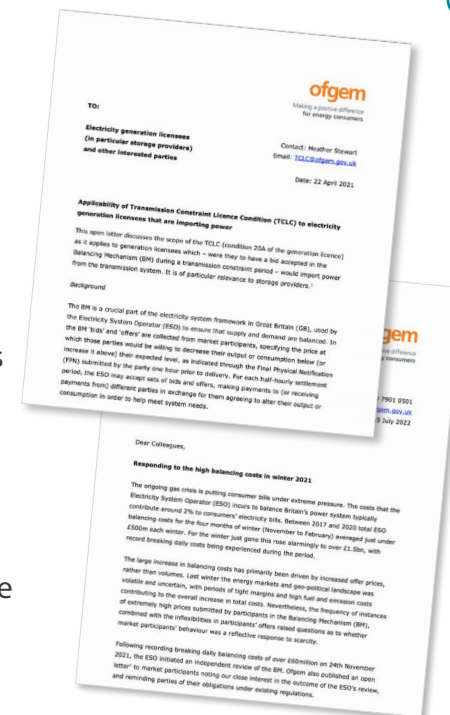 ofgem
Making a positive difference
for energy consumers
TO:
Electricity generation licensees
(in particular storage providers)
and other interested parties
Contact: Heather Stewart
Email: TCLC@ofgem.gov.uk
Date: 22 April 2021
Applicability of Transmission Constraint Licence Condition (TCLC) to electricity
generation licensees that are importing power
This open letter discusses the scope of the TCLC (condition 20A of the generation licence)
as it applies to generation licensees which – were they to have a bid accepted in the
Balancing Mechanism (BM) during a transmission constraint period – would import power
from the transmission system. It is of particular relevance to storage providers.¹
Background
The BM is a crucial part of the electricity system framework in Great Britain (GB), used by
the Electricity System Operator (ESO) to ensure that supply and demand are balanced. In
the BM 'bids' and 'offers' are collected from market participants, specifying the price at
which those parties would be willing to decrease their output or consumption below (or
increase it above) their expected level, as indicated through the Final Physical Notification
(FPN) submitted by the party one hour prior to delivery. For each half-hourly settlement
period, the ESO may accept sets of bids and offers, making payments to (or receiving
payments from) different parties in exchange for them agreeing to alter their output or
consumption in order to help meet system needs.
s
e
gem
ve difference
consumers
7901 0501
gem.gov.uk
5 July 2022
Dear Colleagues,
Responding to the high balancing costs in winter 2021
The ongoing gas crisis is putting consumer bills under extreme pressure. The costs that the
Electricity System Operator (ESO) incurs to balance Britain's power system typically
contribute around 2% to consumers' electricity bills. Between 2017 and 2020 total ESO
balancing costs for the four months of winter (November to February) averaged just under
£500m each winter. For the winter just gone this rose alarmingly to over £1.5bn, with
record breaking daily costs being experienced during the period.
The large increase in balancing costs has primarily been driven by increased offer prices,
rather than volumes. Last winter the energy markets and geo-political landscape was
volatile and uncertain, with periods of tight margins and high fuel and emission costs
contributing to the overall increase in total costs. Nevertheless, the frequency of instances
of extremely high prices submitted by participants in the Balancing Mechanism (BM),
combined with the inflexibilities in participants' offers raised questions as to whether
market participants' behaviour was a reflective response to scarcity.
Following recording breaking daily balancing costs of over £60million on 24th November
2021, the ESO initiated an independent review of the BM. Ofgem also published an open
letter¹ to market participants noting our close interest in the outcome of the ESO's review,
and reminding parties of their obligations under existing regulations.